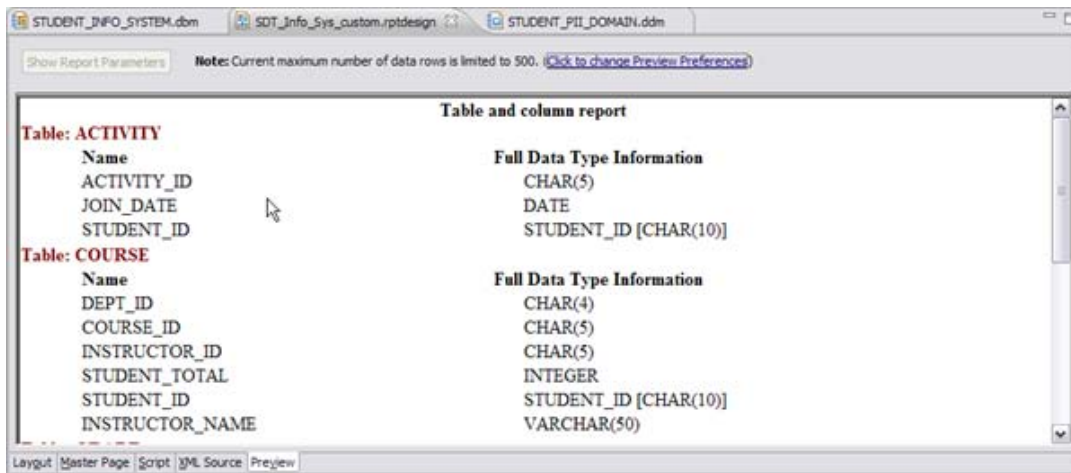 STUDENT_INFO_SYSTEM.dbm SDT_Info_Sys_custom.rptdesign STUDENT_PII_DOMAIN.ddm
Show Report Parameters Note: Current maximum number of data rows is limited to 500. (Click to change Preview Preferences)
Table and column report
Table: ACTIVITY
Name Full Data Type Information
ACTIVITY_ID CHAR(5)
JOIN_DATE DATE
STUDENT_ID STUDENT_ID [CHAR(10)]
Table: COURSE
Name Full Data Type Information
DEPT_ID CHAR(4)
COURSE_ID CHAR(5)
INSTRUCTOR_ID CHAR(5)
STUDENT_TOTAL INTEGER
STUDENT_ID STUDENT_ID [CHAR(10)]
INSTRUCTOR_NAME VARCHAR(50)
Layout Master Page Script XML Source Preview